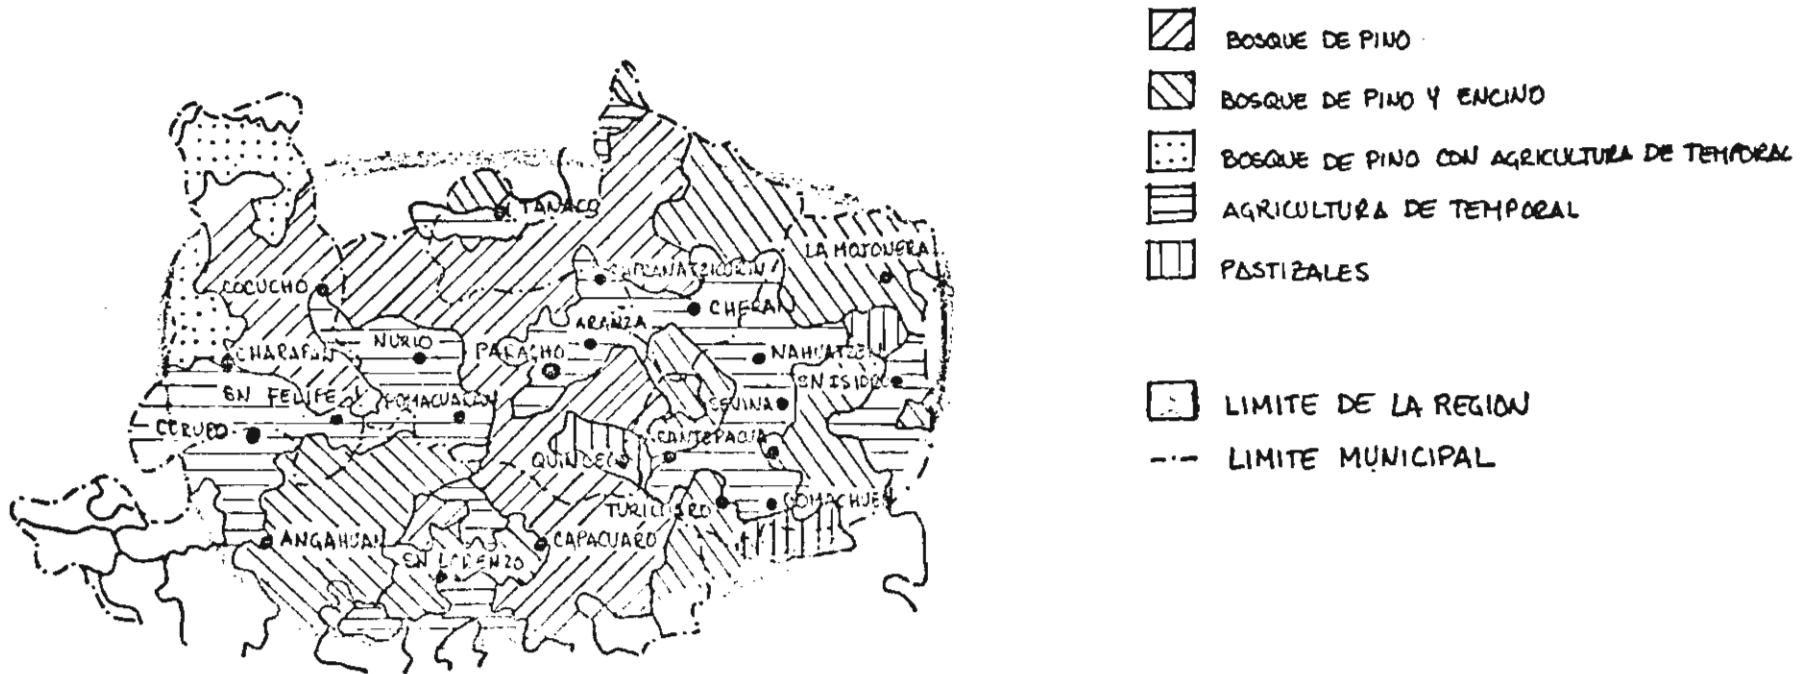 BOSQUE DE PINO
BOSQUE DE PINO Y ENCINO
BOSQUE DE PINO CON AGRICULTURA DE TEMPORAL
AGRICULTURA DE TEMPORAL
PASTIZALES
LIMITE DE LA REGION
LIMITE MUNICIPAL
TANACO
LA MOJONERA
COCUCHO
CHERAN
ARANZA
NURIO
PARACHO
CHARAPAN
NAHUATZEN
SN ISIDRO
SN FELIPE
POMACUARAN
SEVINA
CORUPO
QUINCEO
TURICUARO
COMACHUEN
ANGAHUAN
CAPACUARO
SN LORENZO